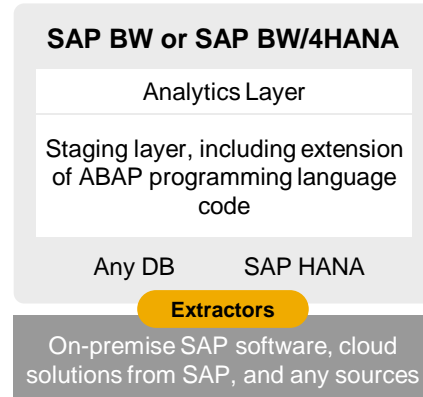 SAP BW or SAP BW/4HANA
Analytics Layer
Staging layer, including extension
of ABAP programming language
code
Any DB SAP HANA
Extractors
On-premise SAP software, cloud
solutions from SAP, and any sources